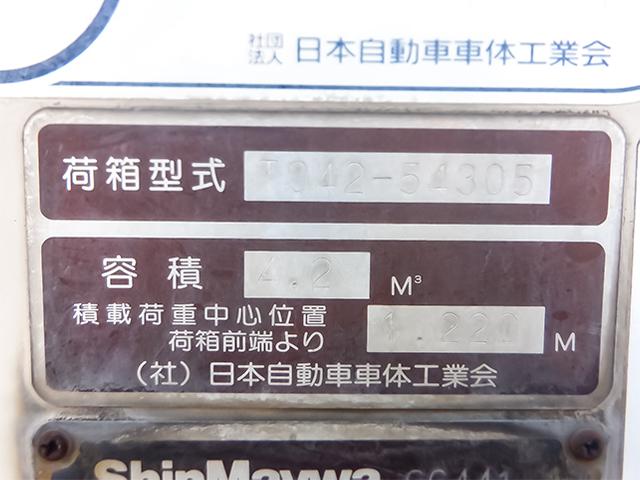 社団法人 日本自動車車体工業会
荷箱型式 T042-54305
容積 4.2 M³
積載荷重中心位置
荷箱前端より 1.220 M
（社）日本自動車車体工業会
ShinMaywa